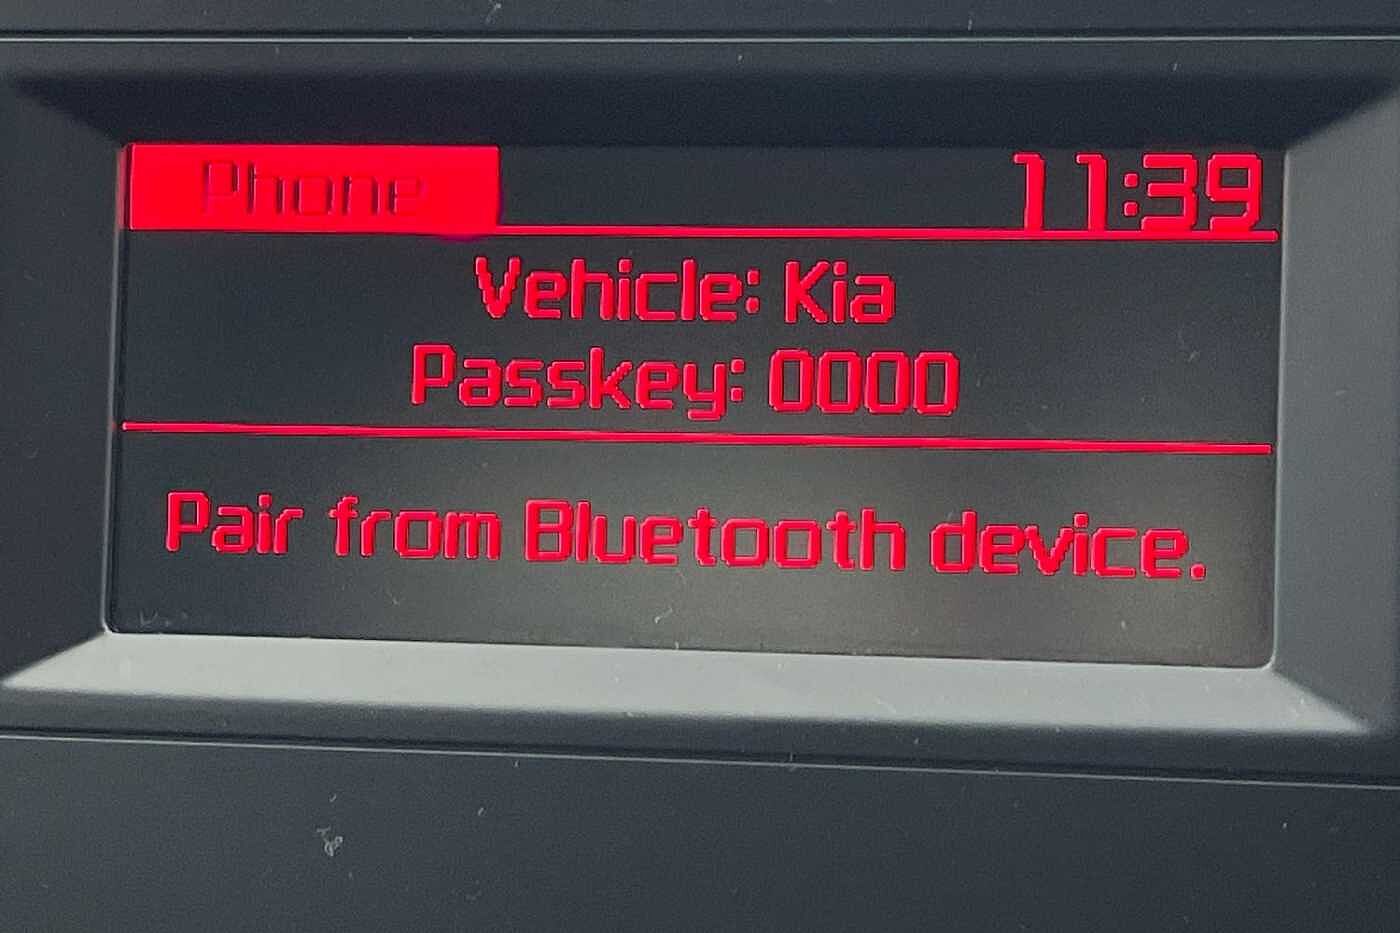 Phone 11:39
Vehicle: Kia
Passkey: 0000
Pair from Bluetooth device.